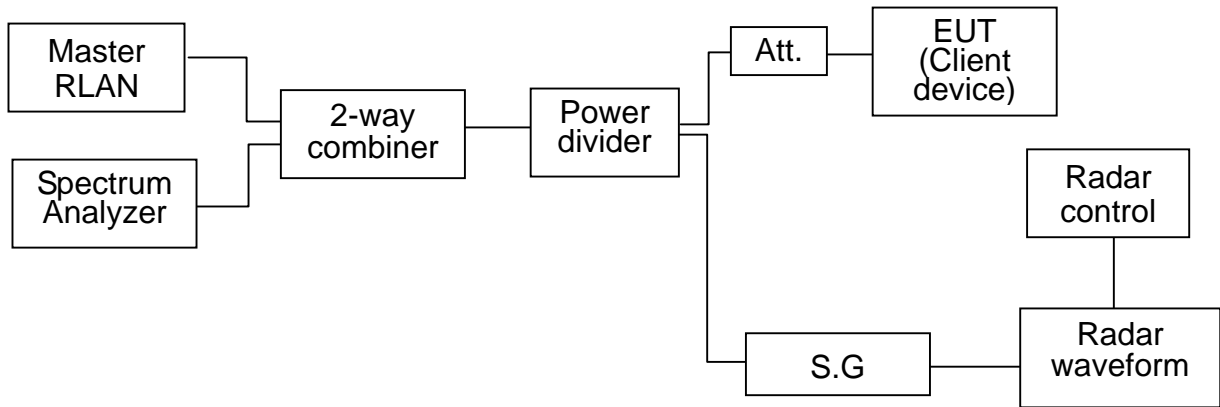 Master
RLAN
Spectrum
Analyzer
2-way
combiner
Power
divider
Att.
EUT
(Client
device)
Radar
control
S.G
Radar
waveform